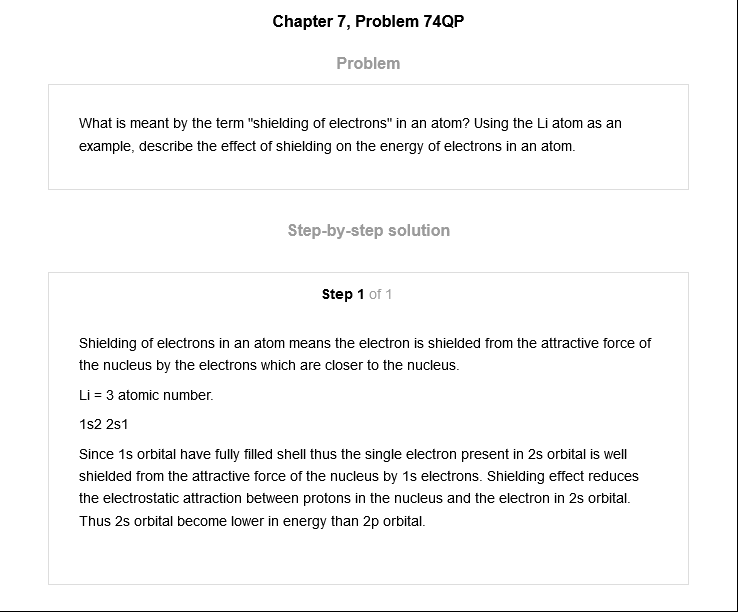 Chapter 7, Problem 74QP
Problem
What is meant by the term "shielding of electrons" in an atom? Using the Li atom as an
example, describe the effect of shielding on the energy of electrons in an atom.
Step-by-step solution
Step 1 of 1
Shielding of electrons in an atom means the electron is shielded from the attractive force of
the nucleus by the electrons which are closer to the nucleus.
Li = 3 atomic number.
1s2 2s1
Since 1s orbital have fully filled shell thus the single electron present in 2s orbital is well
shielded from the attractive force of the nucleus by 1s electrons. Shielding effect reduces
the electrostatic attraction between protons in the nucleus and the electron in 2s orbital.
Thus 2s orbital become lower in energy than 2p orbital.